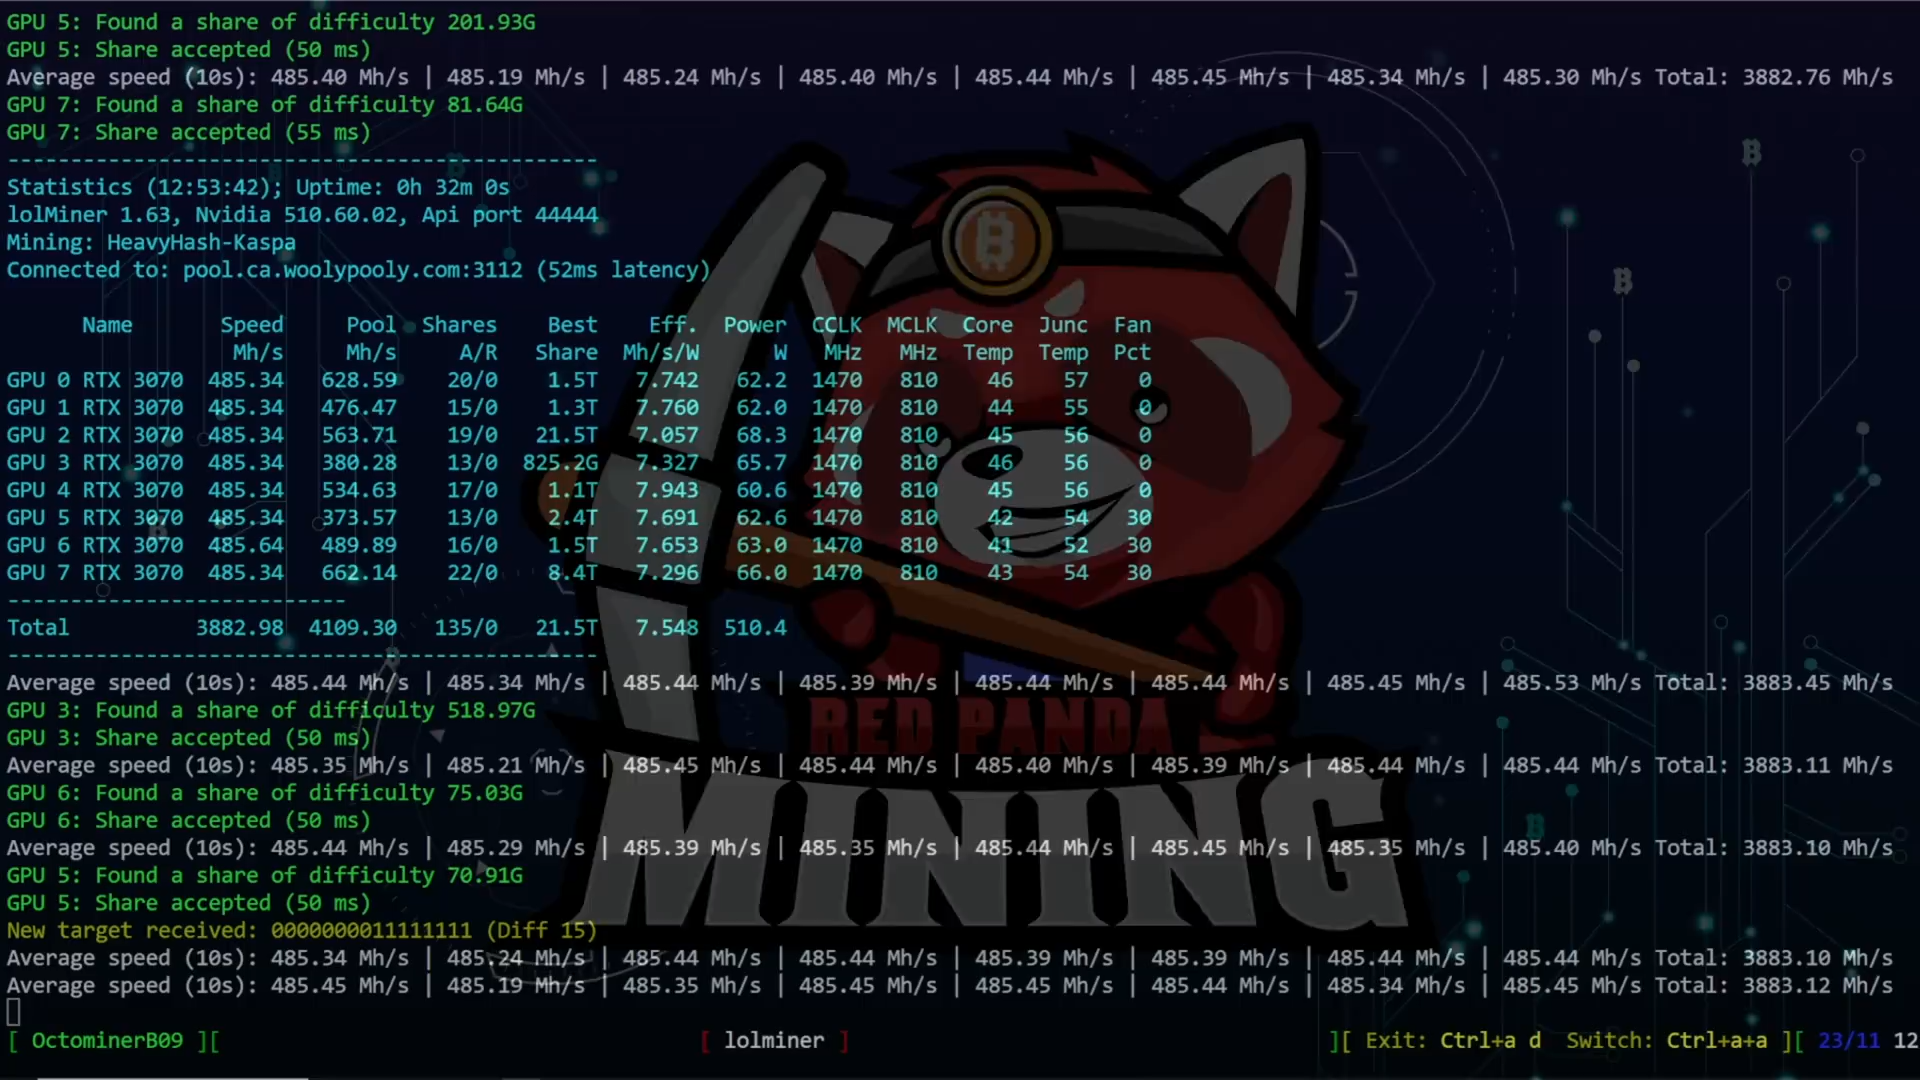 GPU 5: Found a share of difficulty 201.93G
GPU 5: Share accepted (50 ms)
Average speed (10s): 485.40 Mh/s | 485.19 Mh/s | 485.24 Mh/s | 485.40 Mh/s | 485.44 Mh/s | 485.45 Mh/s | 485.34 Mh/s | 485.30 Mh/s Total: 3882.76 Mh/s
GPU 7: Found a share of difficulty 81.64G
GPU 7: Share accepted (55 ms)
-----------------------------------------------
Statistics (12:53:42); Uptime: 0h 32m 0s
lolMiner 1.63, Nvidia 510.60.02, Api port 44444
Mining: HeavyHash-Kaspa
Connected to: pool.ca.woolypooly.com:3112 (52ms latency)
Name Speed Pool Shares Best Eff. Power CCLK MCLK Core Junc Fan
Mh/s Mh/s A/R Share Mh/s/W W MHz MHz Temp Temp Pct
GPU 0 RTX 3070 485.34 628.59 20/0 1.5T 7.742 62.2 1470 810 46 57 0
GPU 1 RTX 3070 485.34 476.47 15/0 1.3T 7.760 62.0 1470 810 44 55 0
GPU 2 RTX 3070 485.34 563.71 19/0 21.5T 7.057 68.3 1470 810 45 56 0
GPU 3 RTX 3070 485.34 380.28 13/0 825.2G 7.327 65.7 1470 810 46 56 0
GPU 4 RTX 3070 485.34 534.63 17/0 1.1T 7.943 60.6 1470 810 45 56 0
GPU 5 RTX 3070 485.34 373.57 13/0 2.4T 7.691 62.6 1470 810 42 54 30
GPU 6 RTX 3070 485.64 489.89 16/0 1.5T 7.653 63.0 1470 810 41 52 30
GPU 7 RTX 3070 485.34 662.14 22/0 8.4T 7.296 66.0 1470 810 43 54 30
---------------------------
Total 3882.98 4109.30 135/0 21.5T 7.548 510.4
-----------------------------------------------
Average speed (10s): 485.44 Mh/s | 485.34 Mh/s | 485.44 Mh/s | 485.39 Mh/s | 485.44 Mh/s | 485.44 Mh/s | 485.45 Mh/s | 485.53 Mh/s Total: 3883.45 Mh/s
GPU 3: Found a share of difficulty 518.97G
RED PANDA
GPU 3: Share accepted (50 ms)
Average speed (10s): 485.35 Mh/s | 485.21 Mh/s | 485.45 Mh/s | 485.44 Mh/s | 485.40 Mh/s | 485.39 Mh/s | 485.44 Mh/s | 485.44 Mh/s Total: 3883.11 Mh/s
GPU 6: Found a share of difficulty 75.03G
GPU 6: Share accepted (50 ms)
MINING
Average speed (10s): 485.44 Mh/s | 485.29 Mh/s | 485.39 Mh/s | 485.35 Mh/s | 485.44 Mh/s | 485.45 Mh/s | 485.35 Mh/s | 485.40 Mh/s Total: 3883.10 Mh/s
GPU 5: Found a share of difficulty 70.91G
GPU 5: Share accepted (50 ms)
New target received: 0000000011111111 (Diff 15)
Average speed (10s): 485.34 Mh/s | 485.24 Mh/s | 485.44 Mh/s | 485.44 Mh/s | 485.39 Mh/s | 485.39 Mh/s | 485.44 Mh/s | 485.44 Mh/s Total: 3883.10 Mh/s
Average speed (10s): 485.45 Mh/s | 485.19 Mh/s | 485.35 Mh/s | 485.45 Mh/s | 485.45 Mh/s | 485.44 Mh/s | 485.34 Mh/s | 485.45 Mh/s Total: 3883.12 Mh/s
[ OctominerB09 ][ [ lolminer ] ][ Exit: Ctrl+a d Switch: Ctrl+a+a ][ 23/11 12